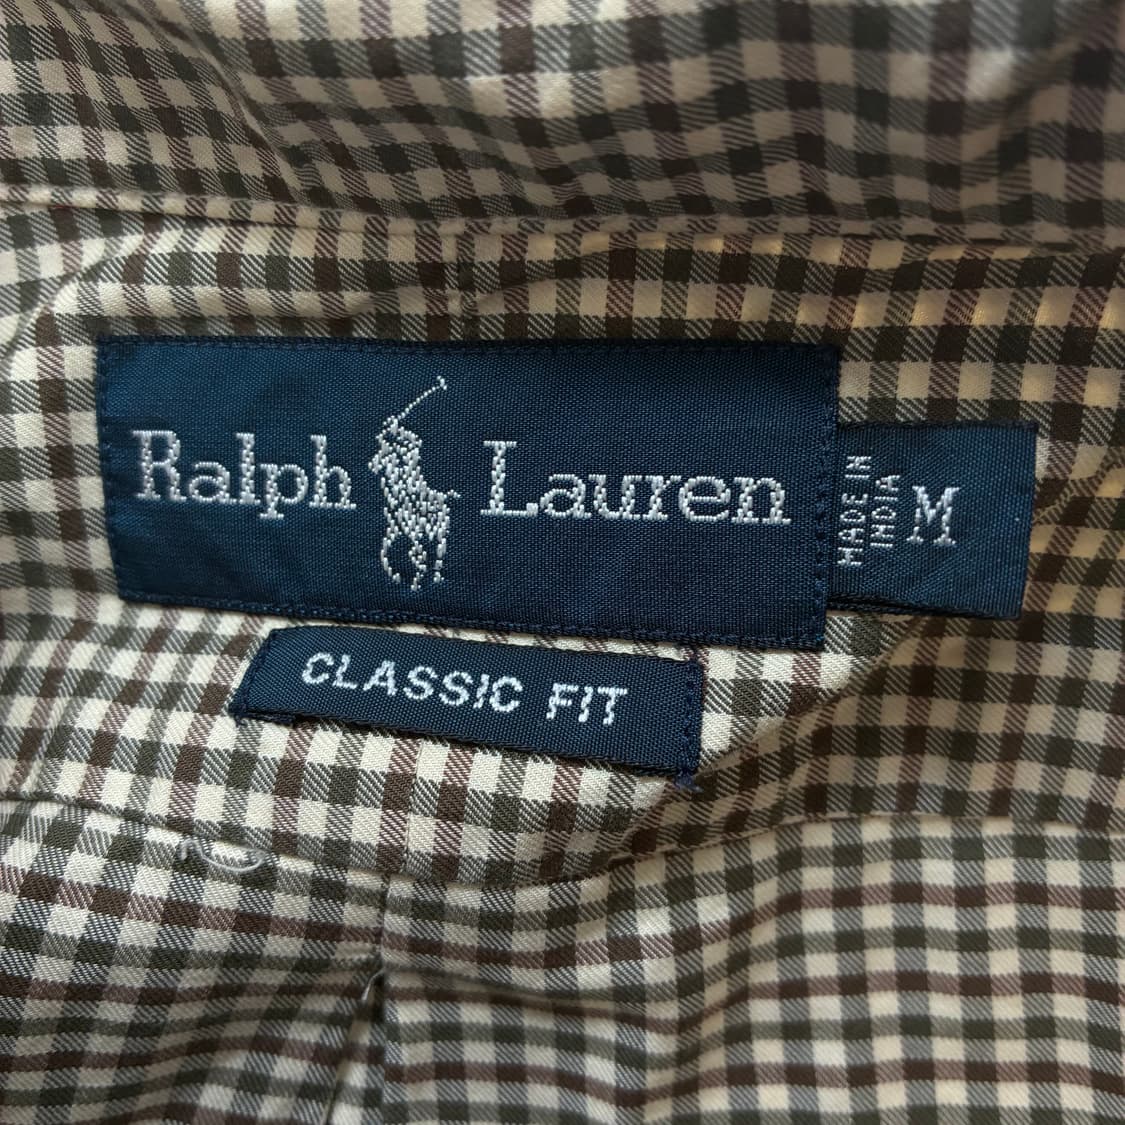 Ralph Lauren
MADE IN
INDIA
M
CLASSIC FIT